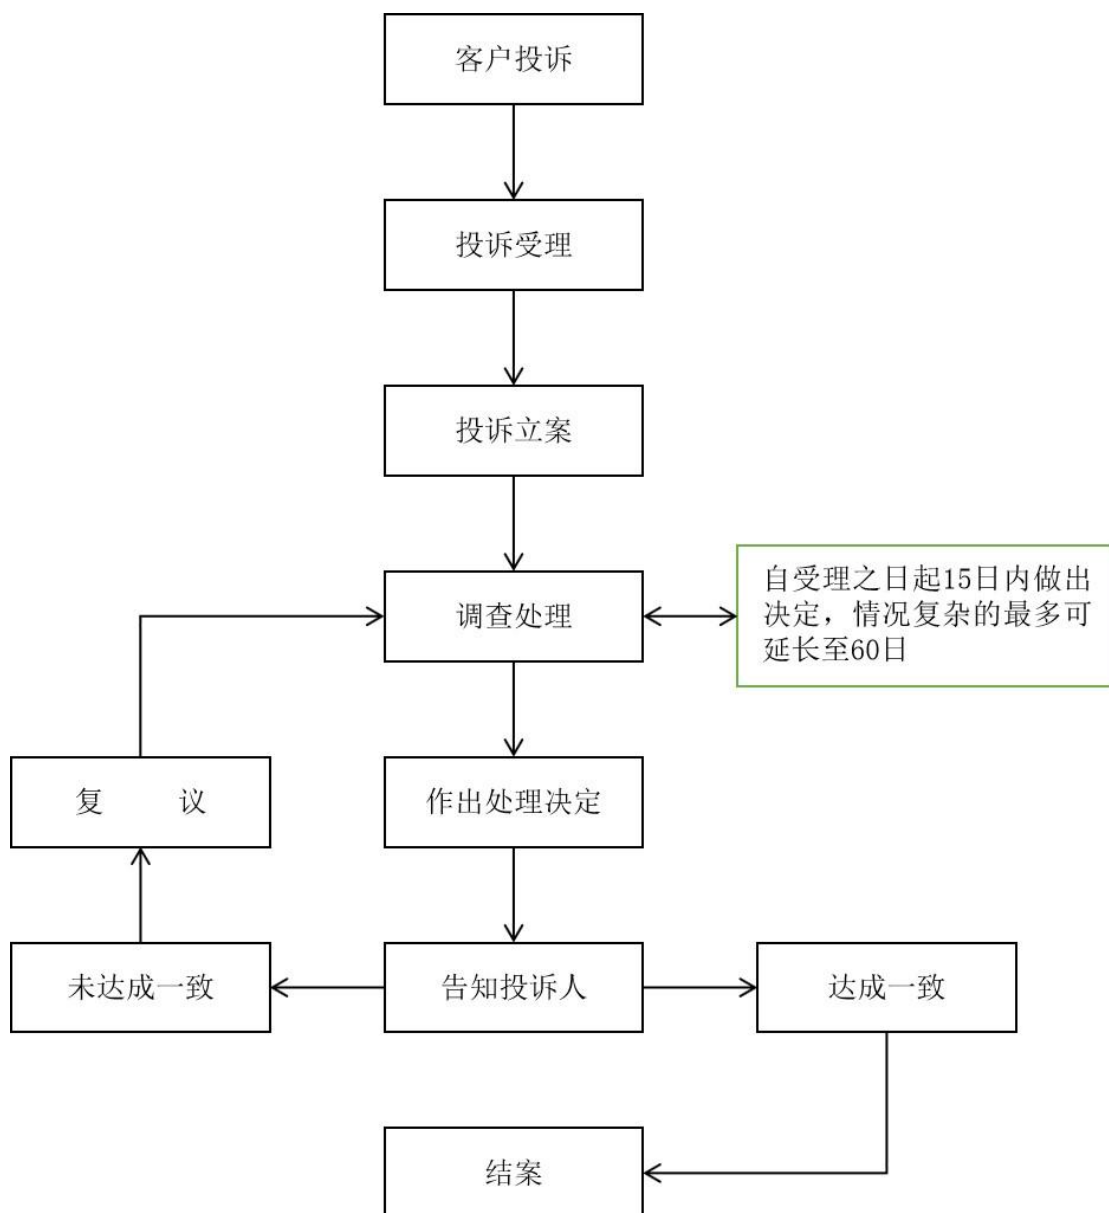 客户投诉
投诉受理
投诉立案
调查处理
自受理之日起15日内做出
决定，情况复杂的最多可
延长至60日
复 议
作出处理决定
未达成一致
告知投诉人
达成一致
结案